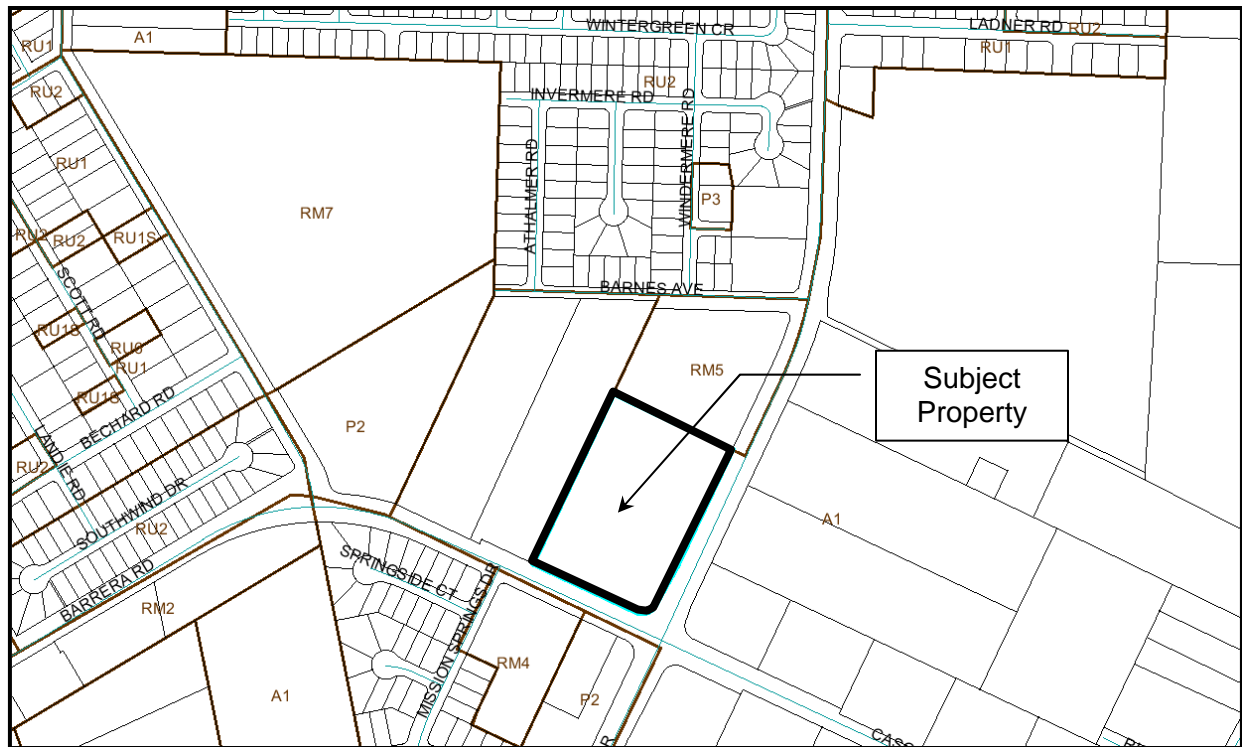 WINTERGREEN CR
LADNER RD
RU2
RU1
A1
RU1
RU2
INVERMERE RD
RU2
RU1
WINDERMERE RD
ATHALMER RD
P3
RM7
RU2
RU2
RU1S
SCOTT RD
BARNES AVE
RU1S
RU6
RU1
RM5
Subject
Property
RU1S
BECHARD RD
P2
LANDIE RD
RU2
SOUTHWIND DR
RU2
A1
SPRINGSIDE CT
BARRERA RD
MISSION SPRINGS DR
RM2
RM4
A1
P2
R
CASO